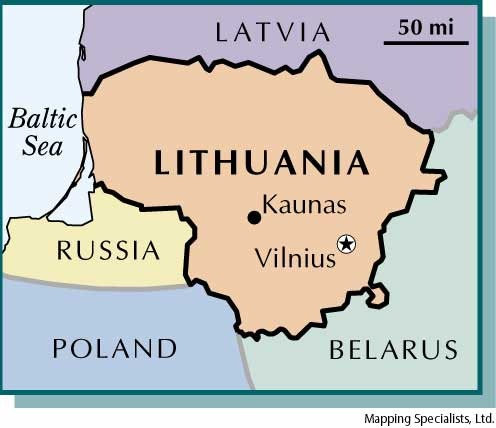 LATVIA
50 mi
Baltic
Sea
LITHUANIA
Kaunas
RUSSIA
Vilnius
POLAND
BELARUS
Mapping Specialists, Ltd.